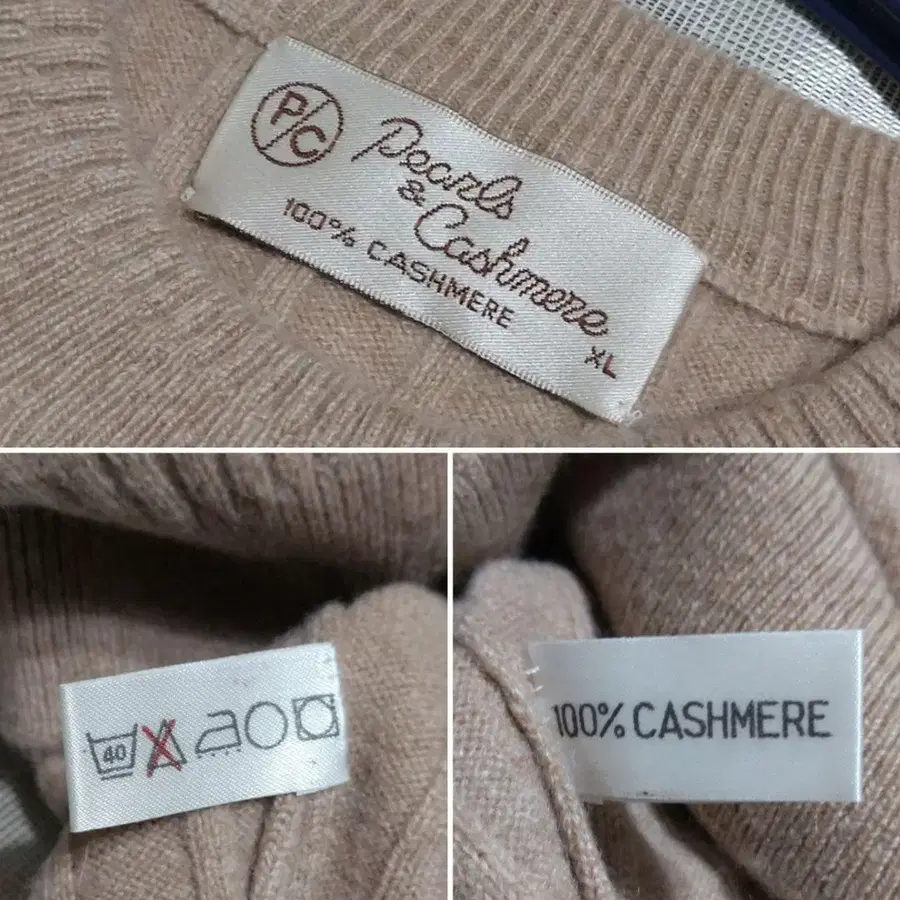 P/C
Pearls
& Cashmere
100% CASHMERE
XL
40
100% CASHMERE